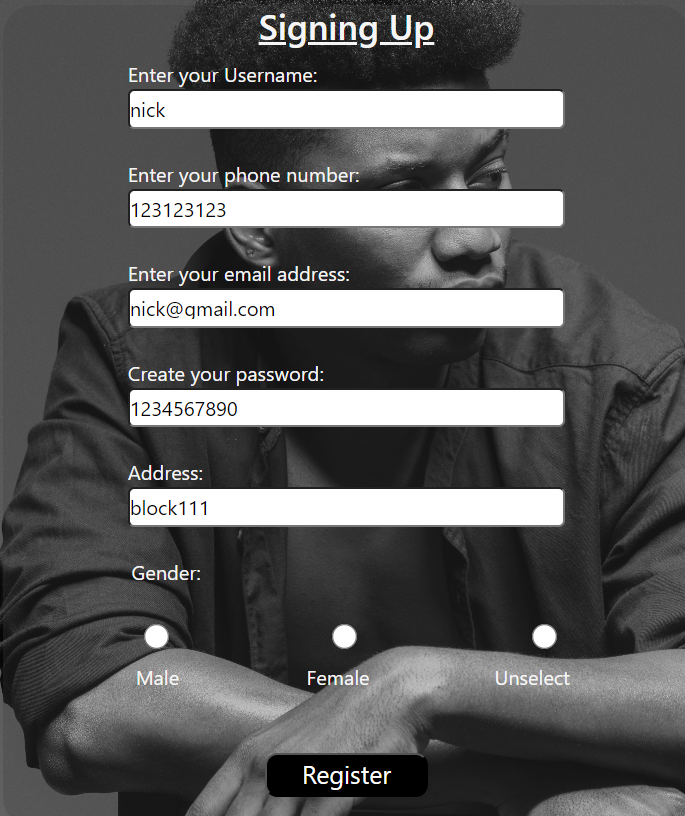 Signing Up
Enter your Username:
nick
Enter your phone number:
123123123
Enter your email address:
nick@gmail.com
Create your password:
1234567890
Address:
block111
Gender:
Male Female Unselect
Register